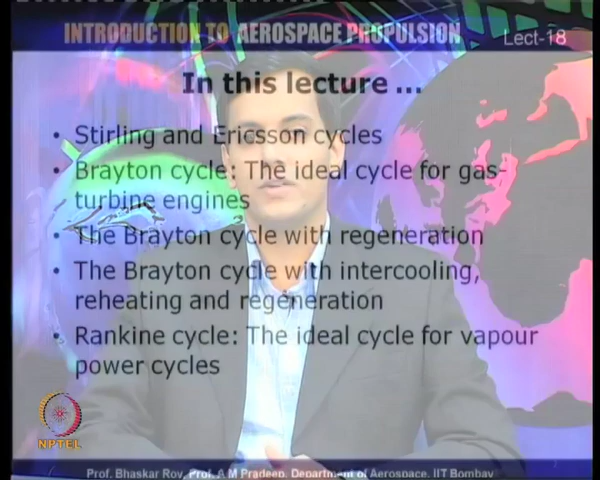 INTRODUCTION TO AEROSPACE PROPULSION
Lect-18
In this lecture ...
• Stirling and Ericsson cycles
• Brayton cycle: The ideal cycle for gas-
turbine engines
• The Brayton cycle with regeneration
• The Brayton cycle with intercooling,
reheating and regeneration
• Rankine cycle: The ideal cycle for vapour
power cycles
NPTEL
Prof. Bhaskar Roy, Prof. A M Pradeep, Department of Aerospace, IIT Bombay